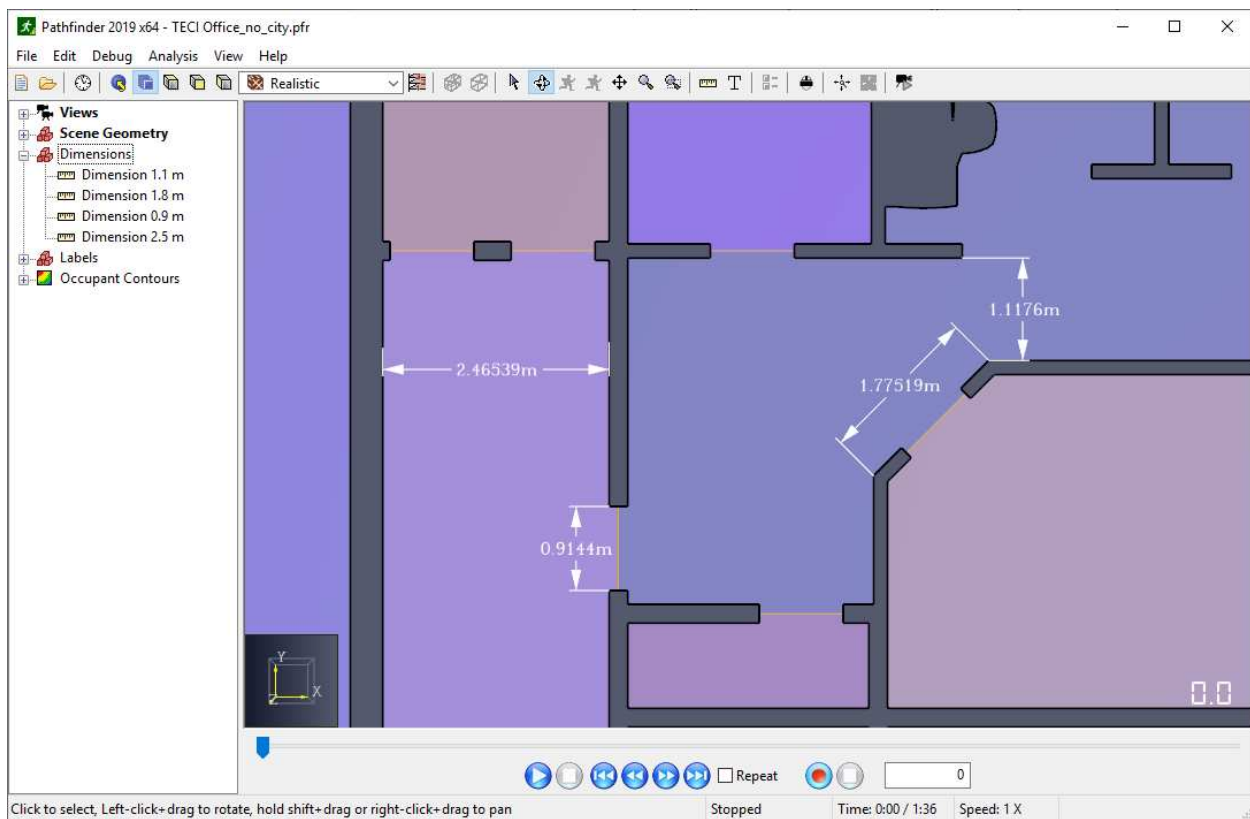 Pathfinder 2019 x64 - TECI Office_no_city.pfr
File Edit Debug Analysis View Help
Realistic
Views
Scene Geometry
Dimensions
Dimension 1.1 m
Dimension 1.8 m
Dimension 0.9 m
Dimension 2.5 m
Labels
Occupant Contours
1.1176m
2.46539m
1.77519m
0.9144m
Y
X
Z
0.0
Repeat
0
Click to select, Left-click+drag to rotate, hold shift+drag or right-click+drag to pan
Stopped
Time: 0:00 / 1:36
Speed: 1 X